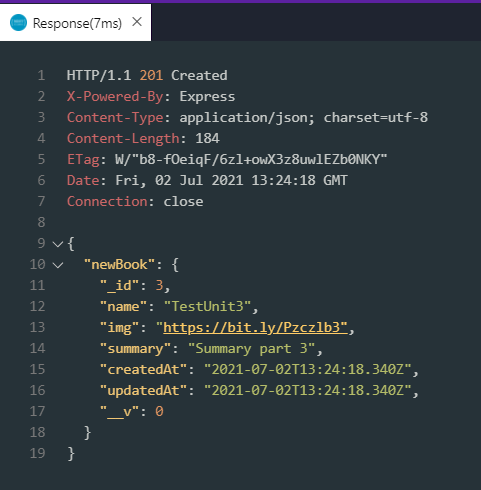 Response(7ms) ×
1 HTTP/1.1 201 Created
2 X-Powered-By: Express
3 Content-Type: application/json; charset=utf-8
4 Content-Length: 184
5 ETag: W/"b8-fOeiqF/6zl+owX3z8uwlEZb0NKY"
6 Date: Fri, 02 Jul 2021 13:24:18 GMT
7 Connection: close
8
9 {
10 "newBook": {
11 "_id": 3,
12 "name": "TestUnit3",
13 "img": "https://bit.ly/Pzczlb3",
14 "summary": "Summary part 3",
15 "createdAt": "2021-07-02T13:24:18.340Z",
16 "updatedAt": "2021-07-02T13:24:18.340Z",
17 "__v": 0
18 }
19 }